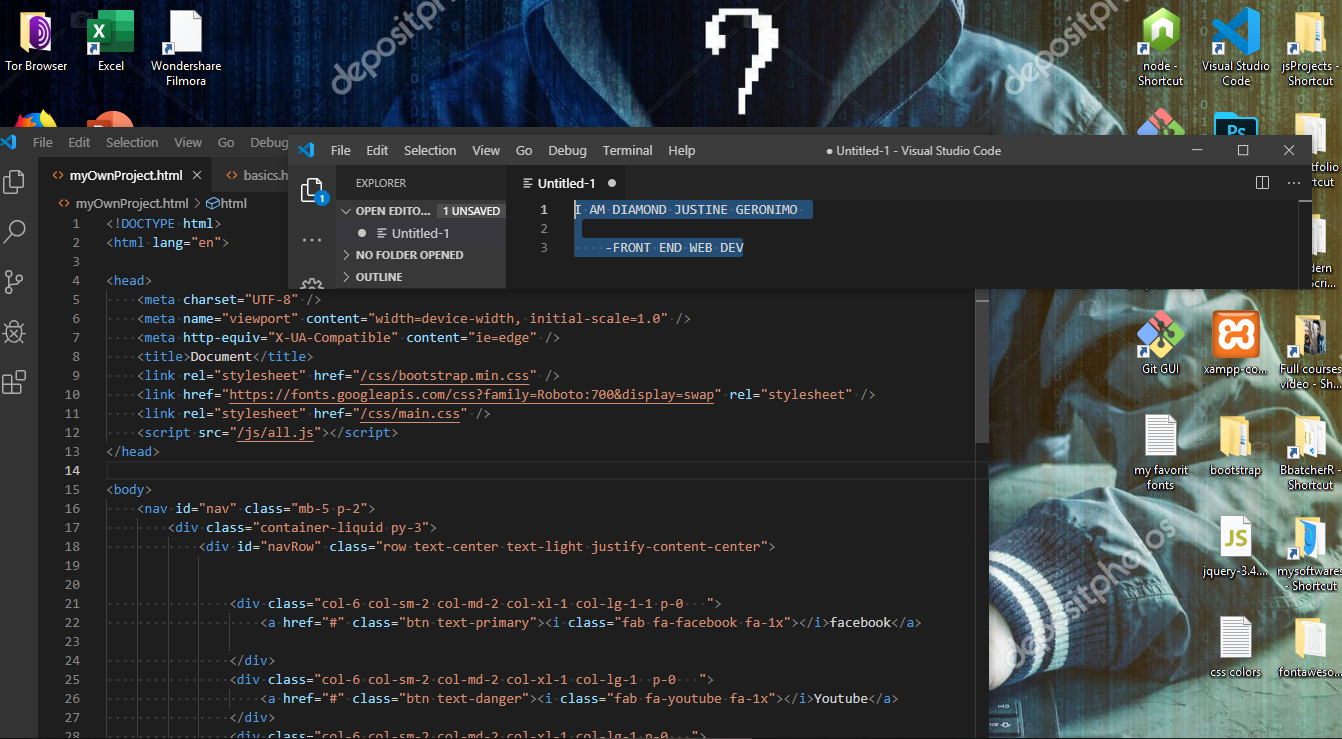 depositphotos
?
Tor Browser
Excel
Wondershare
Filmora
node -
Shortcut
Visual Studio
Code
jsProjects -
Shortcut
Ps
File Edit Selection View Go Debug
myOwnProject.html
basics.h
myOwnProject.html > html
File Edit Selection View Go Debug Terminal Help
● Untitled-1 - Visual Studio Code
1
EXPLORER
OPEN EDITO... 1 UNSAVED
Untitled-1
NO FOLDER OPENED
OUTLINE
Untitled-1
1 I AM DIAMOND JUSTINE GERONIMO
2
3 -FRONT END WEB DEV
1 <!DOCTYPE html>
2 <html lang="en">
3
4 <head>
5 <meta charset="UTF-8" />
6 <meta name="viewport" content="width=device-width, initial-scale=1.0" />
7 <meta http-equiv="X-UA-Compatible" content="ie=edge" />
8 <title>Document</title>
9 <link rel="stylesheet" href="/css/bootstrap.min.css" />
10 <link href="https://fonts.googleapis.com/css?family=Roboto:700&display=swap" rel="stylesheet" />
11 <link rel="stylesheet" href="/css/main.css" />
12 <script src="/js/all.js"></script>
13 </head>
14
15 <body>
16 <nav id="nav" class="mb-5 p-2">
17 <div class="container-liquid py-3">
18 <div id="navRow" class="row text-center text-light justify-content-center">
19
20
21 <div class="col-6 col-sm-2 col-md-2 col-xl-1 col-lg-1-1 p-0   ">
22 <a href="#" class="btn text-primary"><i class="fab fa-facebook fa-1x"></i>facebook</a>
23
24 </div>
25 <div class="col-6 col-sm-2 col-md-2 col-xl-1 col-lg-1  p-0   ">
26 <a href="#" class="btn text-danger"><i class="fab fa-youtube fa-1x"></i>Youtube</a>
27 </div>
28 <div class="col-6 col-sm-2 col-md-2 col-xl-1 col-lg-1 p-0   ">
Git GUI
xampp-co...
Full courses
video - Sh...
my favorit
fonts
bootstrap
BbatcherR -
Shortcut
JS
jquery-3.4....
mysoftwares
- Shortcut
css colors
fontaweso...
depositphotos